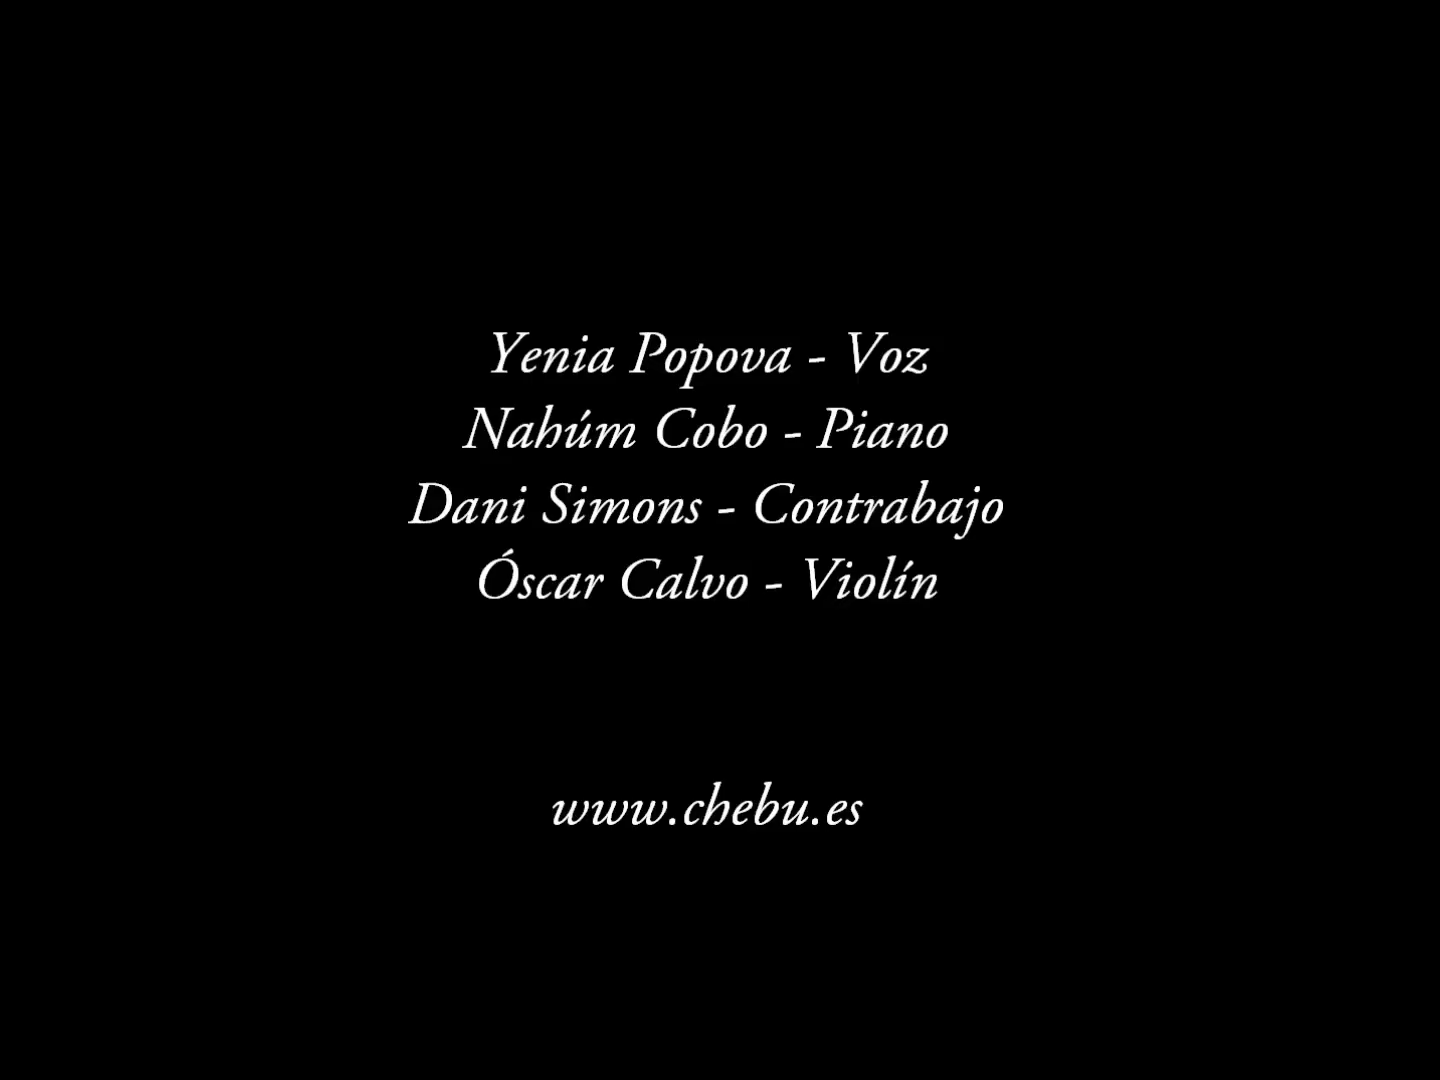 Yenia Popova - Voz
Nahúm Cobo - Piano
Dani Simons - Contrabajo
Óscar Calvo - Violín
www.chebu.es